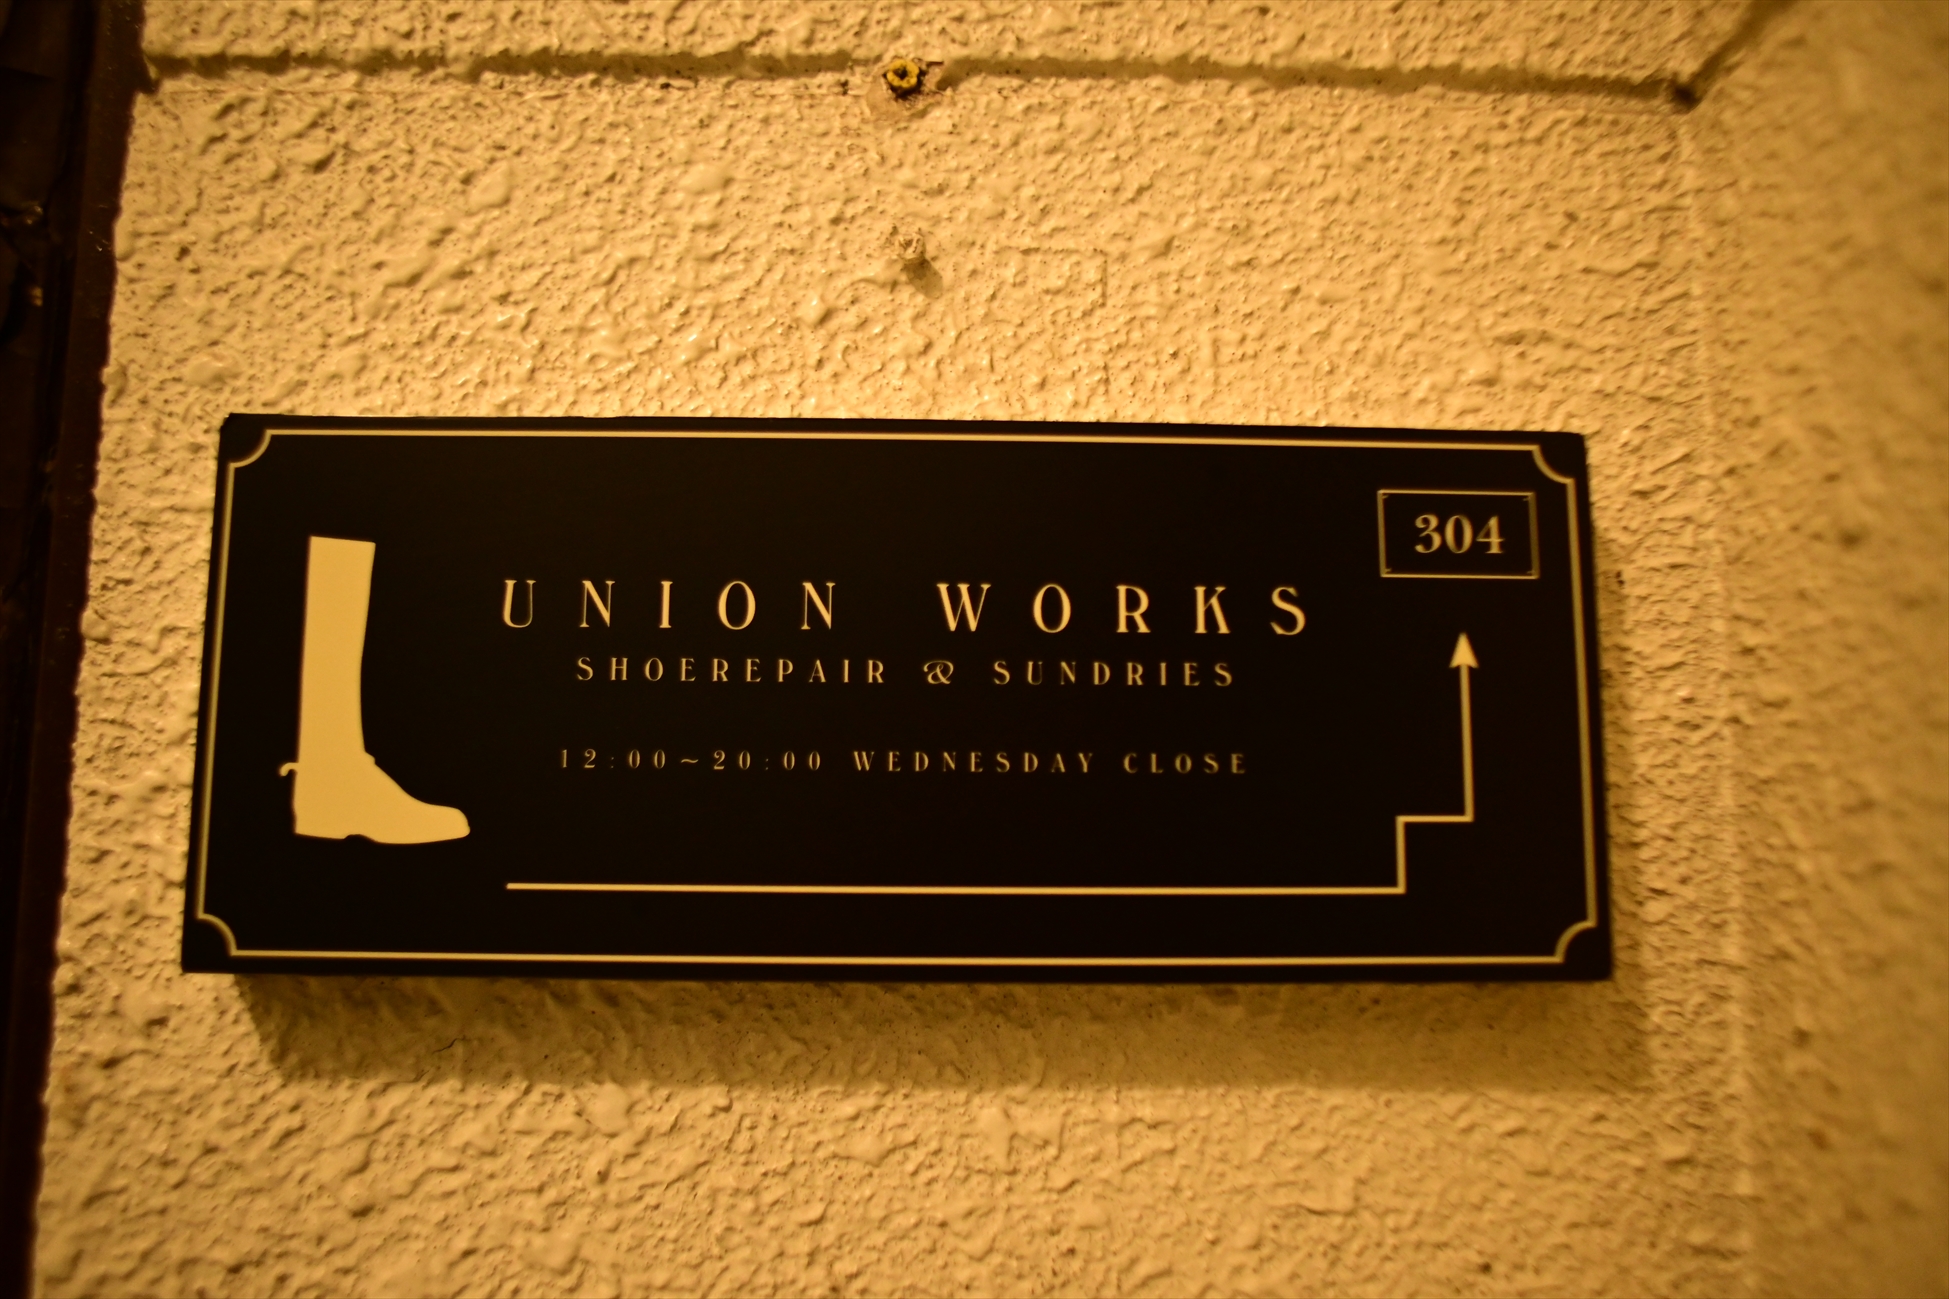 304
UNION WORKS
SHOEREPAIR & SUNDRIES
12:00~20:00 WEDNESDAY CLOSE